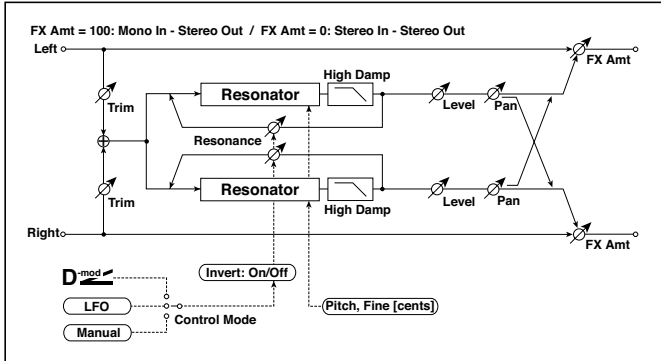 FX Amt = 100: Mono In - Stereo Out / FX Amt = 0: Stereo In - Stereo Out
Left
FX Amt
High Damp
Resonator
Trim
Level
Pan
Resonance
Resonator
Trim
High Damp
Level
Pan
Right
FX Amt
D-mod
Invert: On/Off
LFO
Control Mode
Pitch, Fine [cents]
Manual